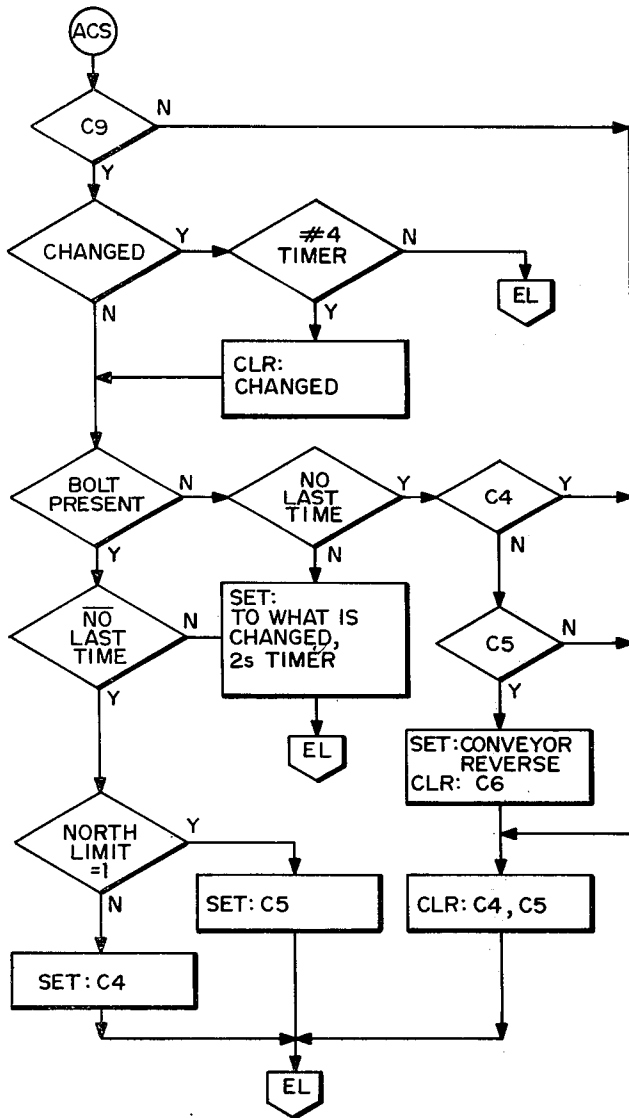 ACS
C9
N
Y
CHANGED
Y
N
#4
TIMER
N
Y
EL
CLR:
CHANGED
BOLT
PRESENT
N
Y
NO
LAST
TIME
Y
N
C4
Y
N
N̅O̅
LAST
TIME
N
Y
SET:
TO WHAT IS
CHANGED,
2s TIMER
EL
C5
N
Y
SET:CONVEYOR
REVERSE
CLR: C6
NORTH
LIMIT
=1
Y
N
SET: C5
CLR: C4, C5
SET: C4
EL